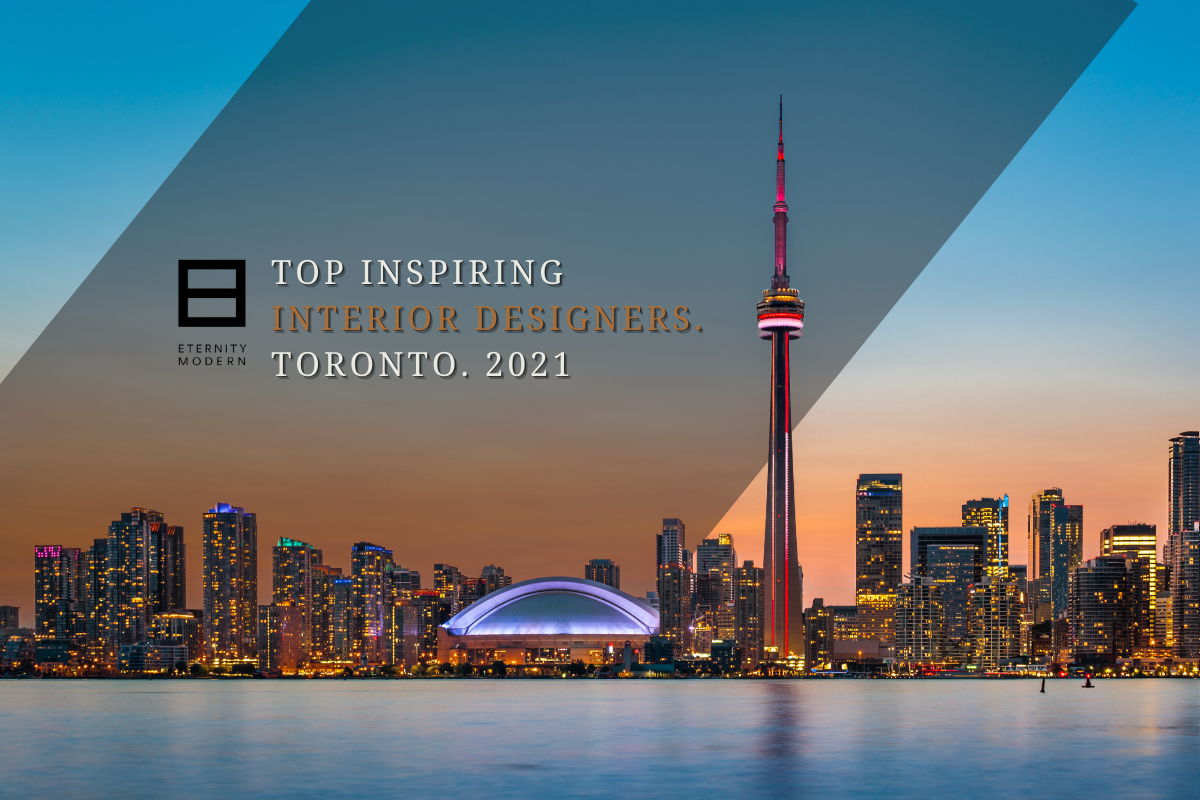 ETERNITY
MODERN
TOP INSPIRING
INTERIOR DESIGNERS.
TORONTO. 2021